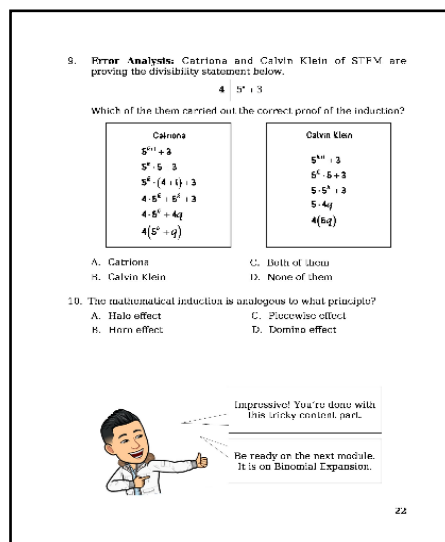 9. Error Analysis: Catriona and Calvin Klein of STEM are
proving the divisibility statement below.
4 | 5ⁿ + 3
Which of the them carried out the correct proof of the induction?
Catriona
5ᵏ⁺¹ + 3
5ᵏ · 5 + 3
5ᵏ · (4 + 1) + 3
4 · 5ᵏ + 5ᵏ + 3
4 · 5ᵏ + 4q
4(5ᵏ + q)
Calvin Klein
5ᵏ⁺¹ + 3
5ᵏ · 5 + 3
5 · 5ᵏ + 3
5 · 4q
4(5q)
A. Catriona
B. Calvin Klein
C. Both of them
D. None of them
10. The mathematical induction is analogous to what principle?
A. Halo effect
B. Horn effect
C. Piecewise effect
D. Domino effect
Impressive! You're done with
this tricky content part.
Be ready on the next module.
It is on Binomial Expansion.
22